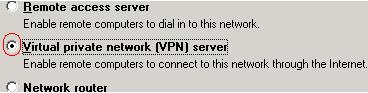 Remote access server
Enable remote computers to dial in to this network.
Virtual private network (VPN) server
Enable remote computers to connect to this network through the Internet.
Network router